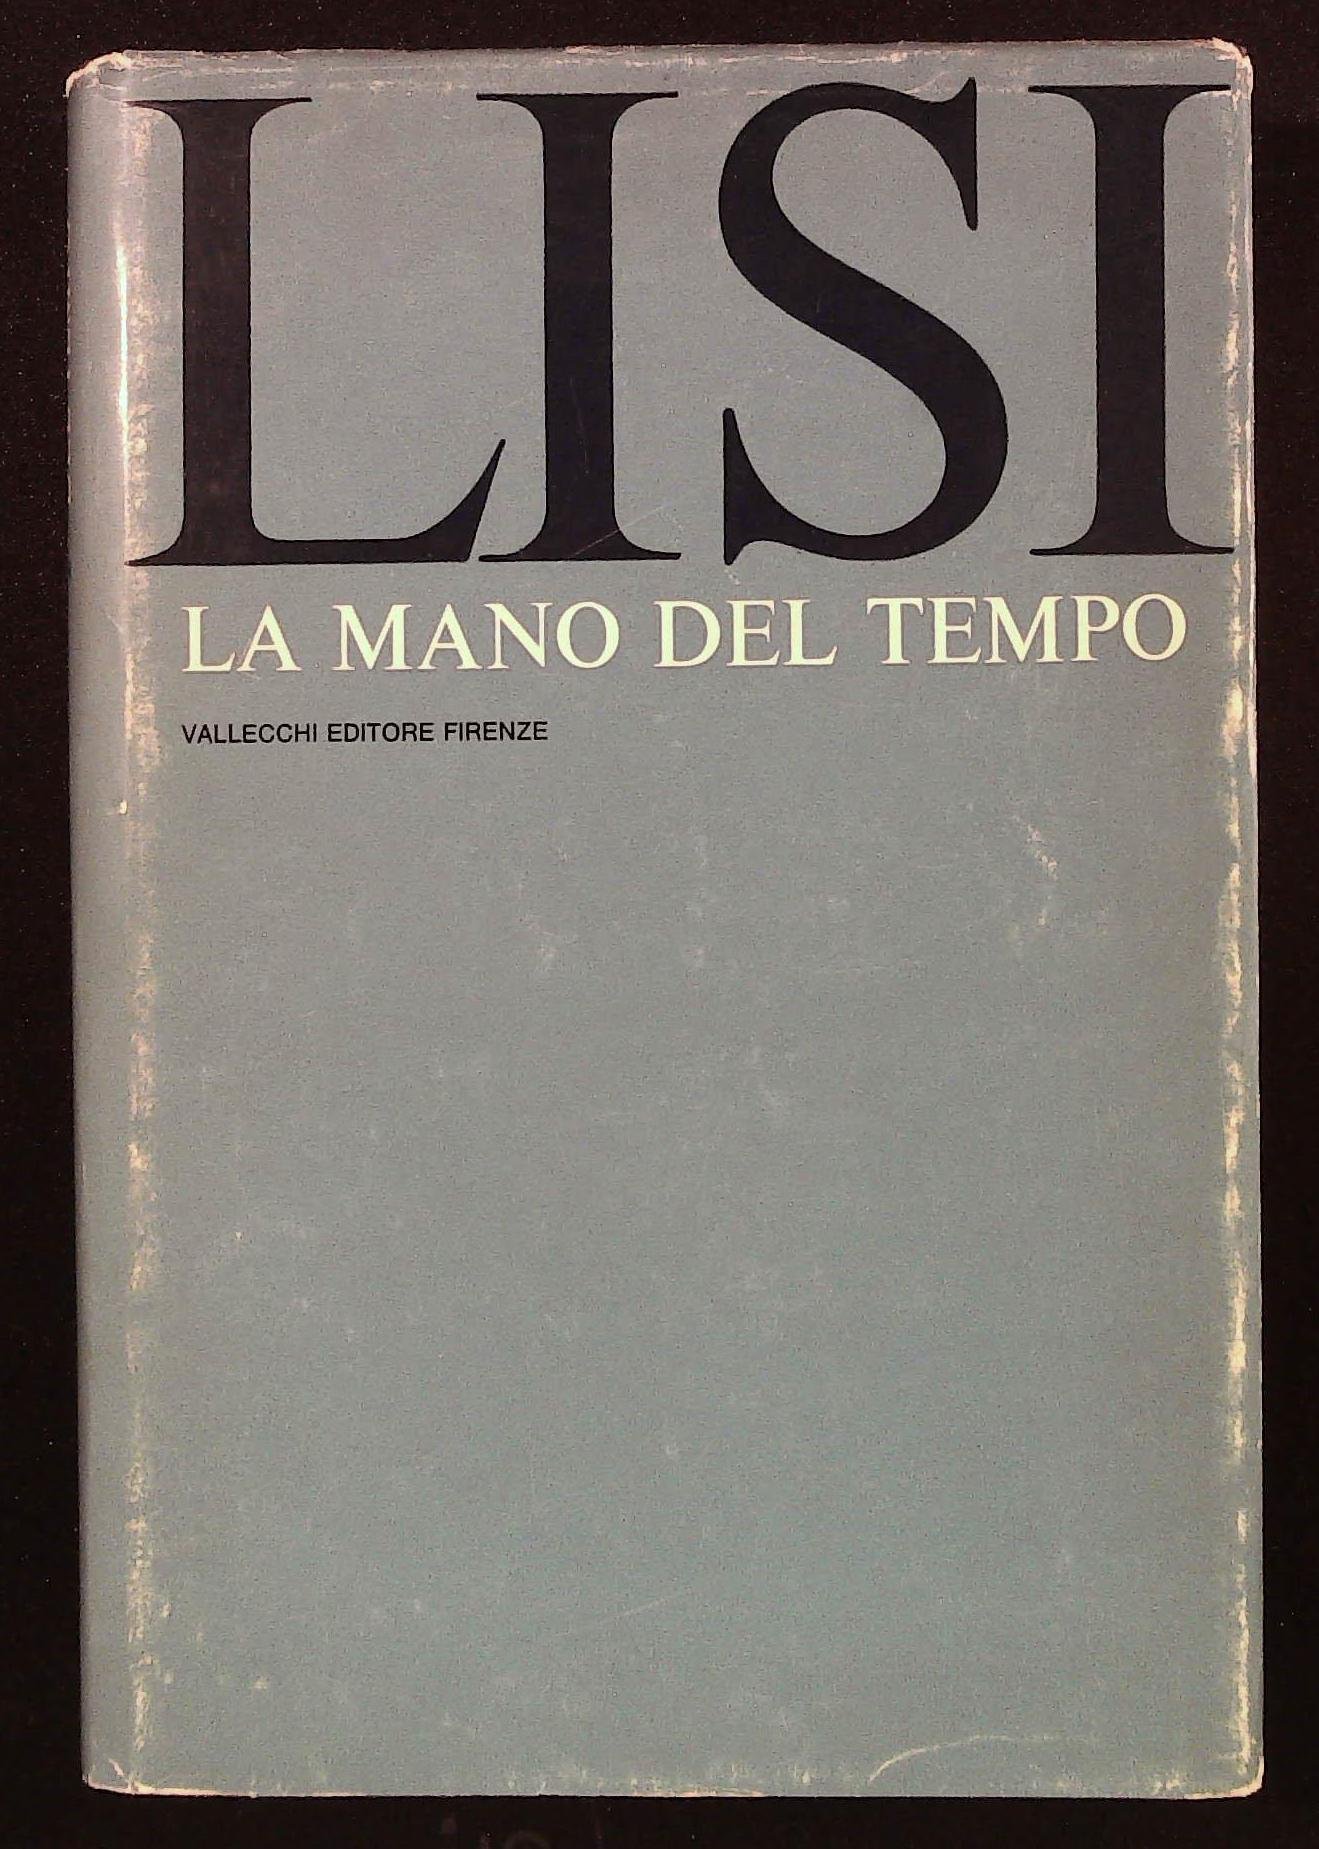 LISI
LA MANO DEL TEMPO
VALLECCHI EDITORE FIRENZE